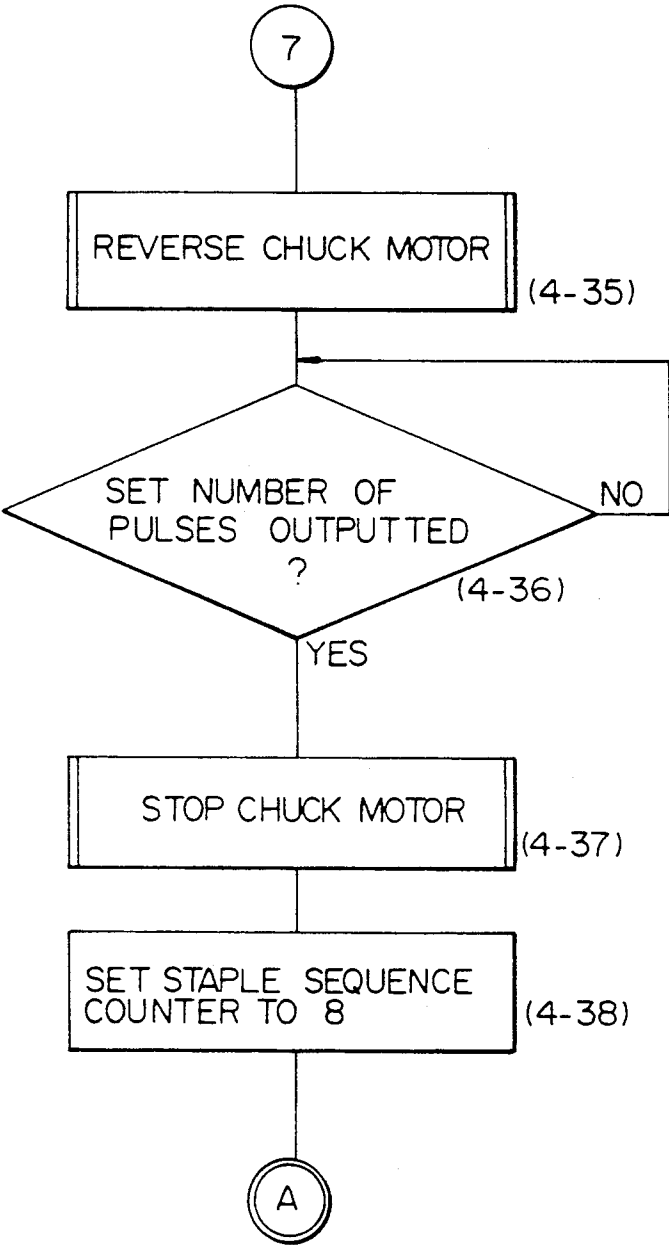 7
REVERSE CHUCK MOTOR
(4-35)
SET NUMBER OF
PULSES OUTPUTTED
?
NO
(4-36)
YES
STOP CHUCK MOTOR
(4-37)
SET STAPLE SEQUENCE
COUNTER TO 8
(4-38)
A